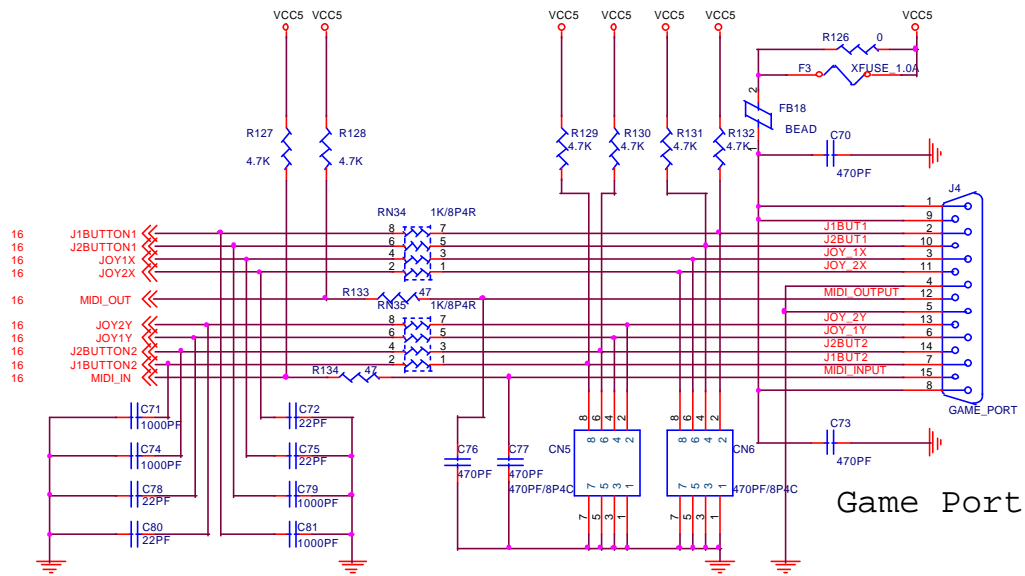 VCC5 VCC5 VCC5 VCC5 VCC5 VCC5 VCC5
R126 0
F3 XFUSE_1.0A
2
FB18
BEAD
1
R127 R128 R129 R130 R131 R132
4.7K 4.7K 4.7K 4.7K 4.7K 4.7K
C70
470PF
J4
RN34 1K/8P4R
1
9
16 J1BUTTON1 8 7 J1BUT1 2
16 J2BUTTON1 6 5 J2BUT1 10
16 JOY1X 4 3 JOY_1X 3
16 JOY2X 2 1 JOY_2X 11
4
R133 47
16 MIDI_OUT MIDI_OUTPUT 12
RN35 1K/8P4R
5
16 JOY2Y 8 7 JOY_2Y 13
16 JOY1Y 6 5 JOY_1Y 6
16 J2BUTTON2 4 3 J2BUT2 14
16 J1BUTTON2 2 1 J1BUT2 7
R134 47
16 MIDI_IN MIDI_INPUT 15
8
GAME_PORT
C71 C72
1000PF 22PF
8 6 4 2 8 6 4 2
C73
470PF
C74 C75
1000PF 22PF
C76 C77 CN5 8 6 4 2 8 6 4 2 CN6
470PF 470PF
C78 C79
22PF 1000PF
470PF/8P4C 7 5 3 1 7 5 3 1 470PF/8P4C
7 5 3 1 7 5 3 1
C80 C81
22PF 1000PF
Game Port